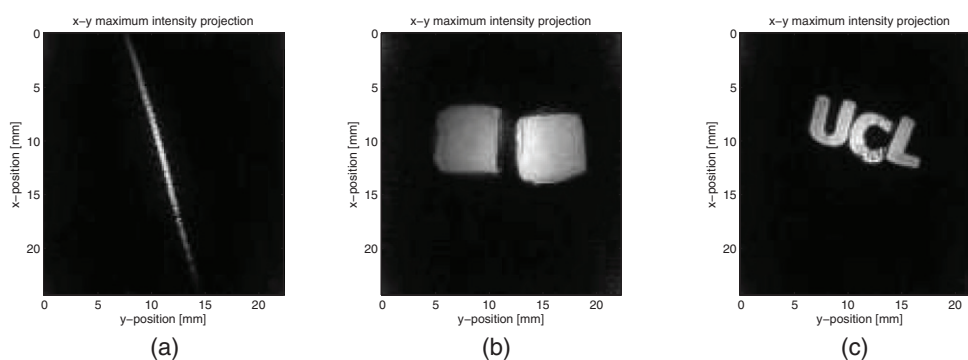 x-y maximum intensity projection
0
5
10
15
20
x-position [mm]
0 5 10 15 20
y-position [mm]
(a)
x-y maximum intensity projection
0
5
10
15
20
x-position [mm]
0 5 10 15 20
y-position [mm]
(b)
x-y maximum intensity projection
0
5
10
15
20
x-position [mm]
UCL
0 5 10 15 20
y-position [mm]
(c)